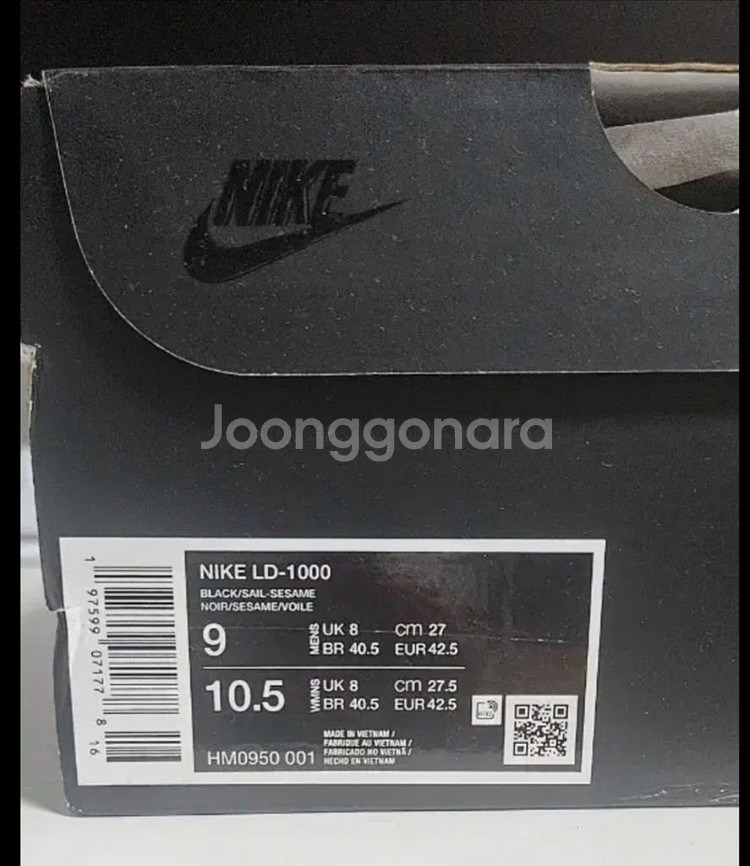 NIKE
Joonggonara
NIKE LD-1000
BLACK/SAIL-SESAME
NOIR/SESAME/VOILE
9 MENS UK 8 cm 27
BR 40.5 EUR 42.5
10.5 WMNS UK 8 cm 27.5
BR 40.5 EUR 42.5
HM0950 001
MADE IN VIETNAM /
FABRIQUE AU VIETNAM /
FABRICADO NO VIETNÃ /
HECHO EN VIETNAM
1 97599 07177 8 16